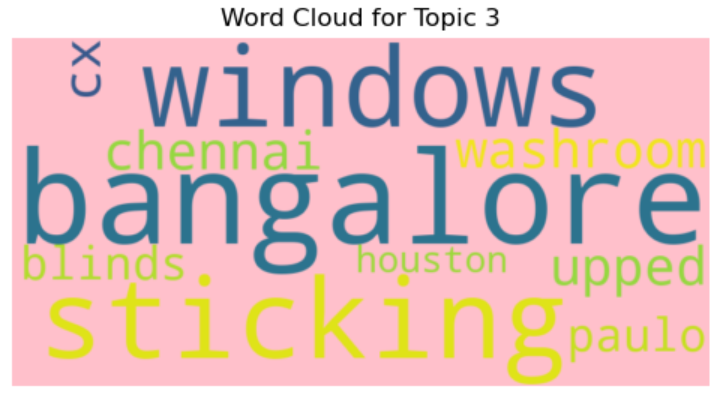 Word Cloud for Topic 3
cx
windows
chennai
washroom
bangalore
blinds
houston
upped
sticking
paulo